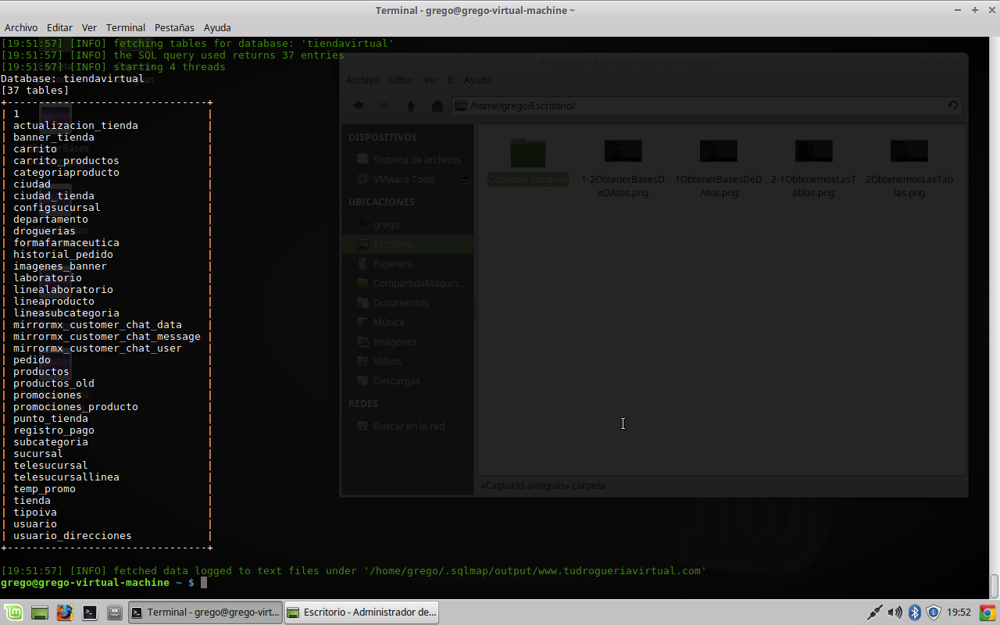 Terminal - grego@grego-virtual-machine ~
Archivo Editar Ver Terminal Pestañas Ayuda
[19:51:57] [INFO] fetching tables for database: 'tiendavirtual'
[19:51:57] [INFO] the SQL query used returns 37 entries
[19:51:57] [INFO] starting 4 threads
Database: tiendavirtual
[37 tables]
+--------------------------------+
| 1 |
| actualizacion_tienda |
| banner_tienda |
| carrito |
| carrito_productos |
| categoriaproducto |
| ciudad |
| ciudad_tienda |
| configsucursal |
| departamento |
| droguerias |
| formafarmaceutica |
| historial_pedido |
| imagenes_banner |
| laboratorio |
| linealaboratorio |
| lineaproducto |
| lineasubcategoria |
| mirrormx_customer_chat_data |
| mirrormx_customer_chat_message |
| mirrormx_customer_chat_user |
| pedido |
| productos |
| productos_old |
| promociones |
| promociones_producto |
| punto_tienda |
| registro_pago |
| subcategoria |
| sucursal |
| telesucursal |
| telesucursallinea |
| temp_promo |
| tienda |
| tipoiva |
| usuario |
| usuario_direcciones |
+--------------------------------+
[19:51:57] [INFO] fetched data logged to text files under '/home/grego/.sqlmap/output/www.tudrogueriavirtual.com'
grego@grego-virtual-machine ~ $
Escritorio - Administrador de archivos
Archivo Editar Ver Ir Ayuda
/home/grego/Escritorio/
DISPOSITIVOS
Sistema de archivos
VMware Tools
UBICACIONES
grego
Escritorio
Papelera
CompartidaMaquin...
Documentos
Música
Imágenes
Vídeos
Descargas
REDES
Buscar en la red
Capturas antiguas
1-2ObtenerBasesD
eDAtos.png
1ObtenerBasesDeD
Atos.png
2-1ObtenemosLasT
ablas.png
2ObtenemosLasTab
las.png
«Capturas antiguas» carpeta
Terminal - grego@grego-virt...
Escritorio - Administrador de...
19:52